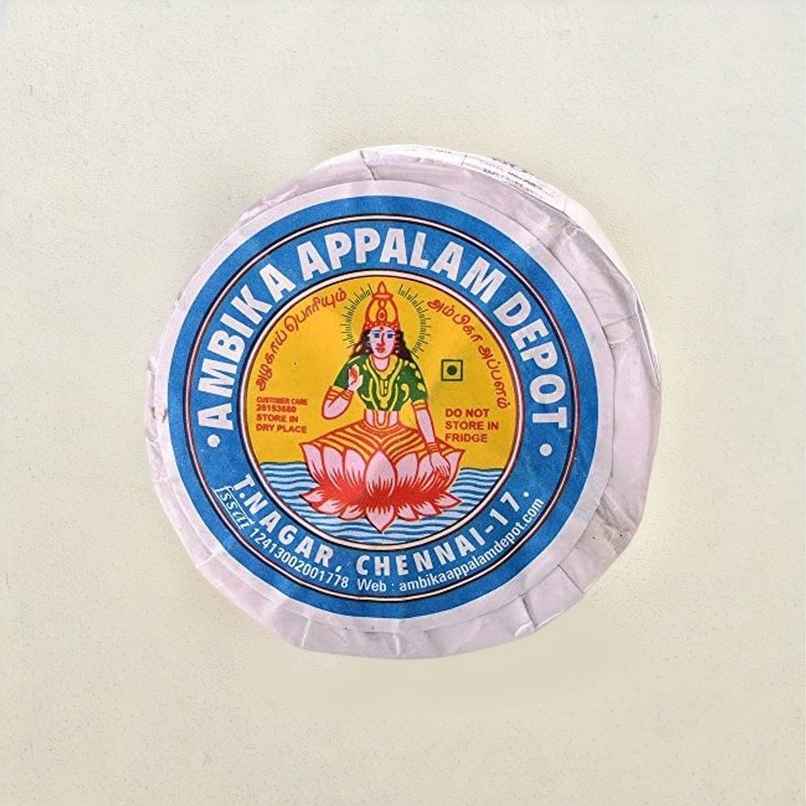 AMBIKA APPALAM DEPOT
அழகாய் பொரியும்
அம்பிகா அப்பளம்
CUSTOMER CARE
28153680
STORE IN
DRY PLACE
DO NOT
STORE IN
FRIDGE
T.NAGAR, CHENNAI-17.
fssai 12413002001778 Web : ambikaappalamdepot.com